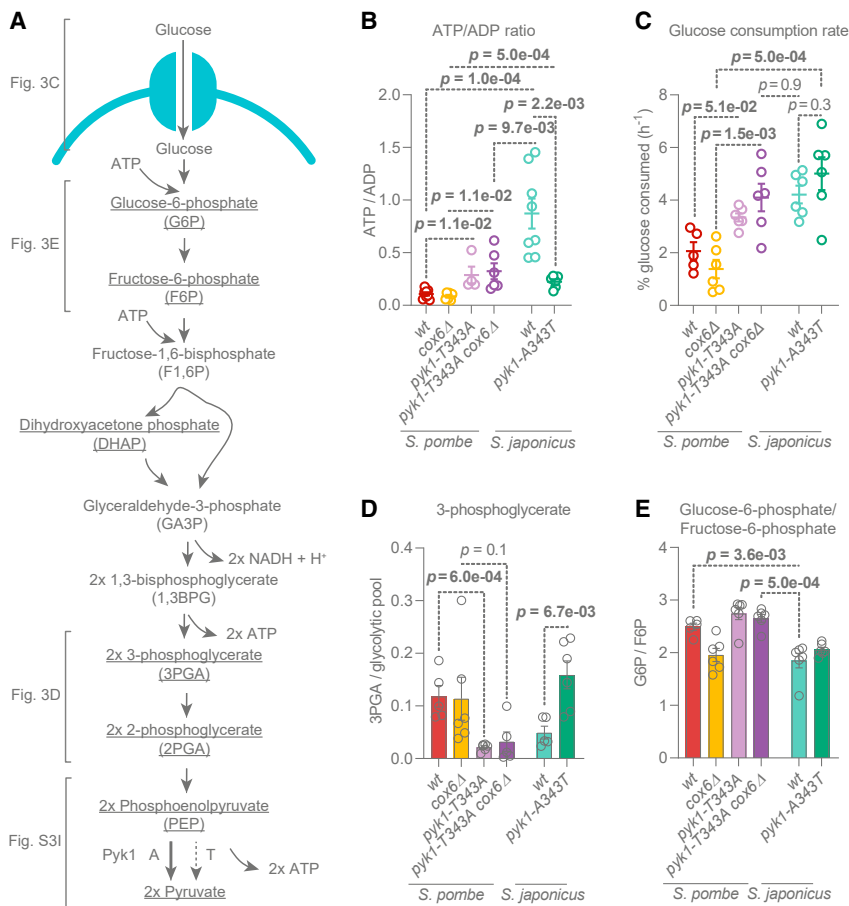 A
Fig. 3C
Glucose
Glucose
ATP
Fig. 3E
Glucose-6-phosphate
(G6P)
Fructose-6-phosphate
(F6P)
ATP
Fructose-1,6-bisphosphate
(F1,6P)
Dihydroxyacetone phosphate
(DHAP)
Glyceraldehyde-3-phosphate
(GA3P)
2x NADH + H⁺
2x 1,3-bisphosphoglycerate
(1,3BPG)
2x ATP
Fig. 3D
2x 3-phosphoglycerate
(3PGA)
2x 2-phosphoglycerate
(2PGA)
Fig. S3I
2x Phosphoenolpyruvate
(PEP)
Pyk1 A T
2x ATP
2x Pyruvate
B
ATP/ADP ratio
p = 5.0e-04
p = 1.0e-04
p = 2.2e-03
p = 9.7e-03
p = 1.1e-02
p = 1.1e-02
ATP / ADP
2.0
1.5
1.0
0.5
0.0
wt
cox6Δ
pyk1-T343A
pyk1-T343A cox6Δ
wt
pyk1-A343T
S. pombe
S. japonicus
C
Glucose consumption rate
p = 5.0e-04
p = 0.9
p = 5.1e-02
p = 0.3
p = 1.5e-03
% glucose consumed (h⁻¹)
8
6
4
2
0
wt
cox6Δ
pyk1-T343A
pyk1-T343A cox6Δ
wt
pyk1-A343T
S. pombe
S. japonicus
D
3-phosphoglycerate
p = 0.1
p = 6.0e-04
p = 6.7e-03
3PGA / glycolytic pool
0.4
0.3
0.2
0.1
0.0
wt
cox6Δ
pyk1-T343A
pyk1-T343A cox6Δ
wt
pyk1-A343T
S. pombe
S. japonicus
E
Glucose-6-phosphate/
Fructose-6-phosphate
p = 3.6e-03
p = 5.0e-04
G6P / F6P
4
3
2
1
0
wt
cox6Δ
pyk1-T343A
pyk1-T343A cox6Δ
wt
pyk1-A343T
S. pombe
S. japonicus